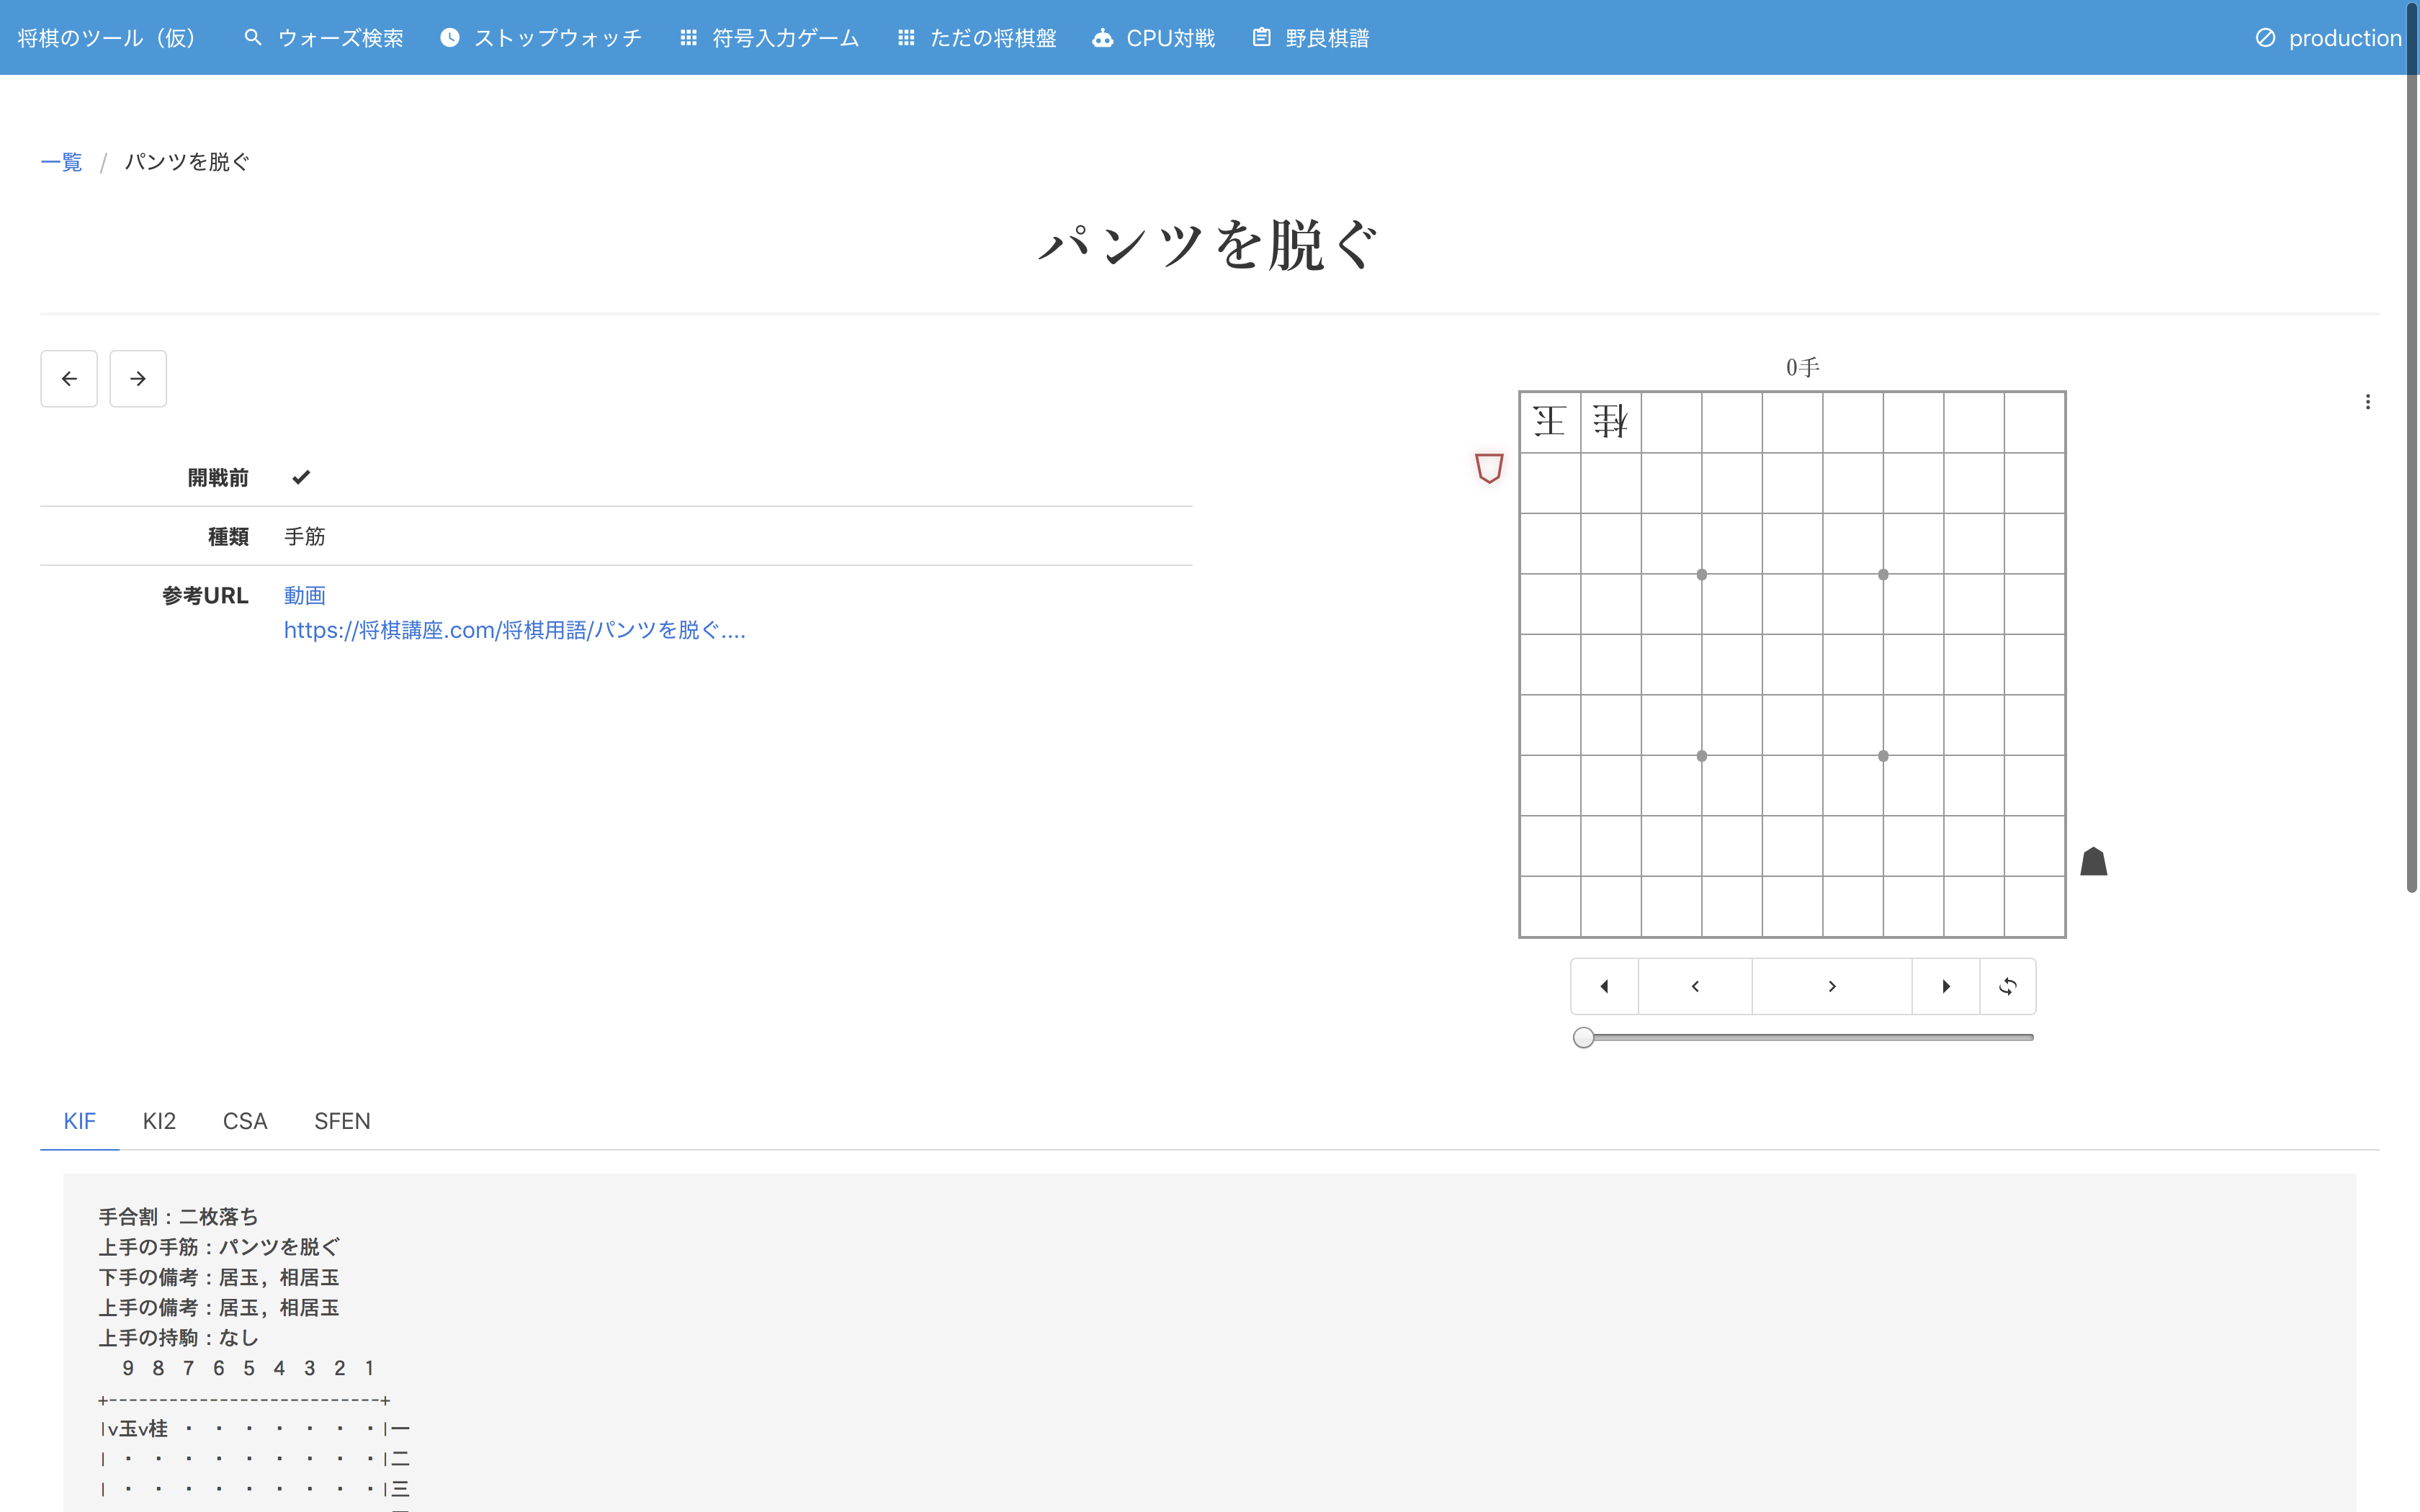 将棋のツール（仮） ウォーズ検索 ストップウォッチ 符号入力ゲーム ただの将棋盤 CPU対戦 野良棋譜 production
一覧 / パンツを脱ぐ
パンツを脱ぐ
開戦前 ✔
種類 手筋
参考URL 動画
https://将棋講座.com/将棋用語/パンツを脱ぐ....
0手
玉 桂
KIF KI2 CSA SFEN
手合割：二枚落ち
上手の手筋：パンツを脱ぐ
下手の備考：居玉, 相居玉
上手の備考：居玉, 相居玉
上手の持駒：なし
9 8 7 6 5 4 3 2 1
+---------------------------+
|v玉v桂 ・ ・ ・ ・ ・ ・ ・|一
| ・ ・ ・ ・ ・ ・ ・ ・ ・|二
| ・ ・ ・ ・ ・ ・ ・ ・ ・|三